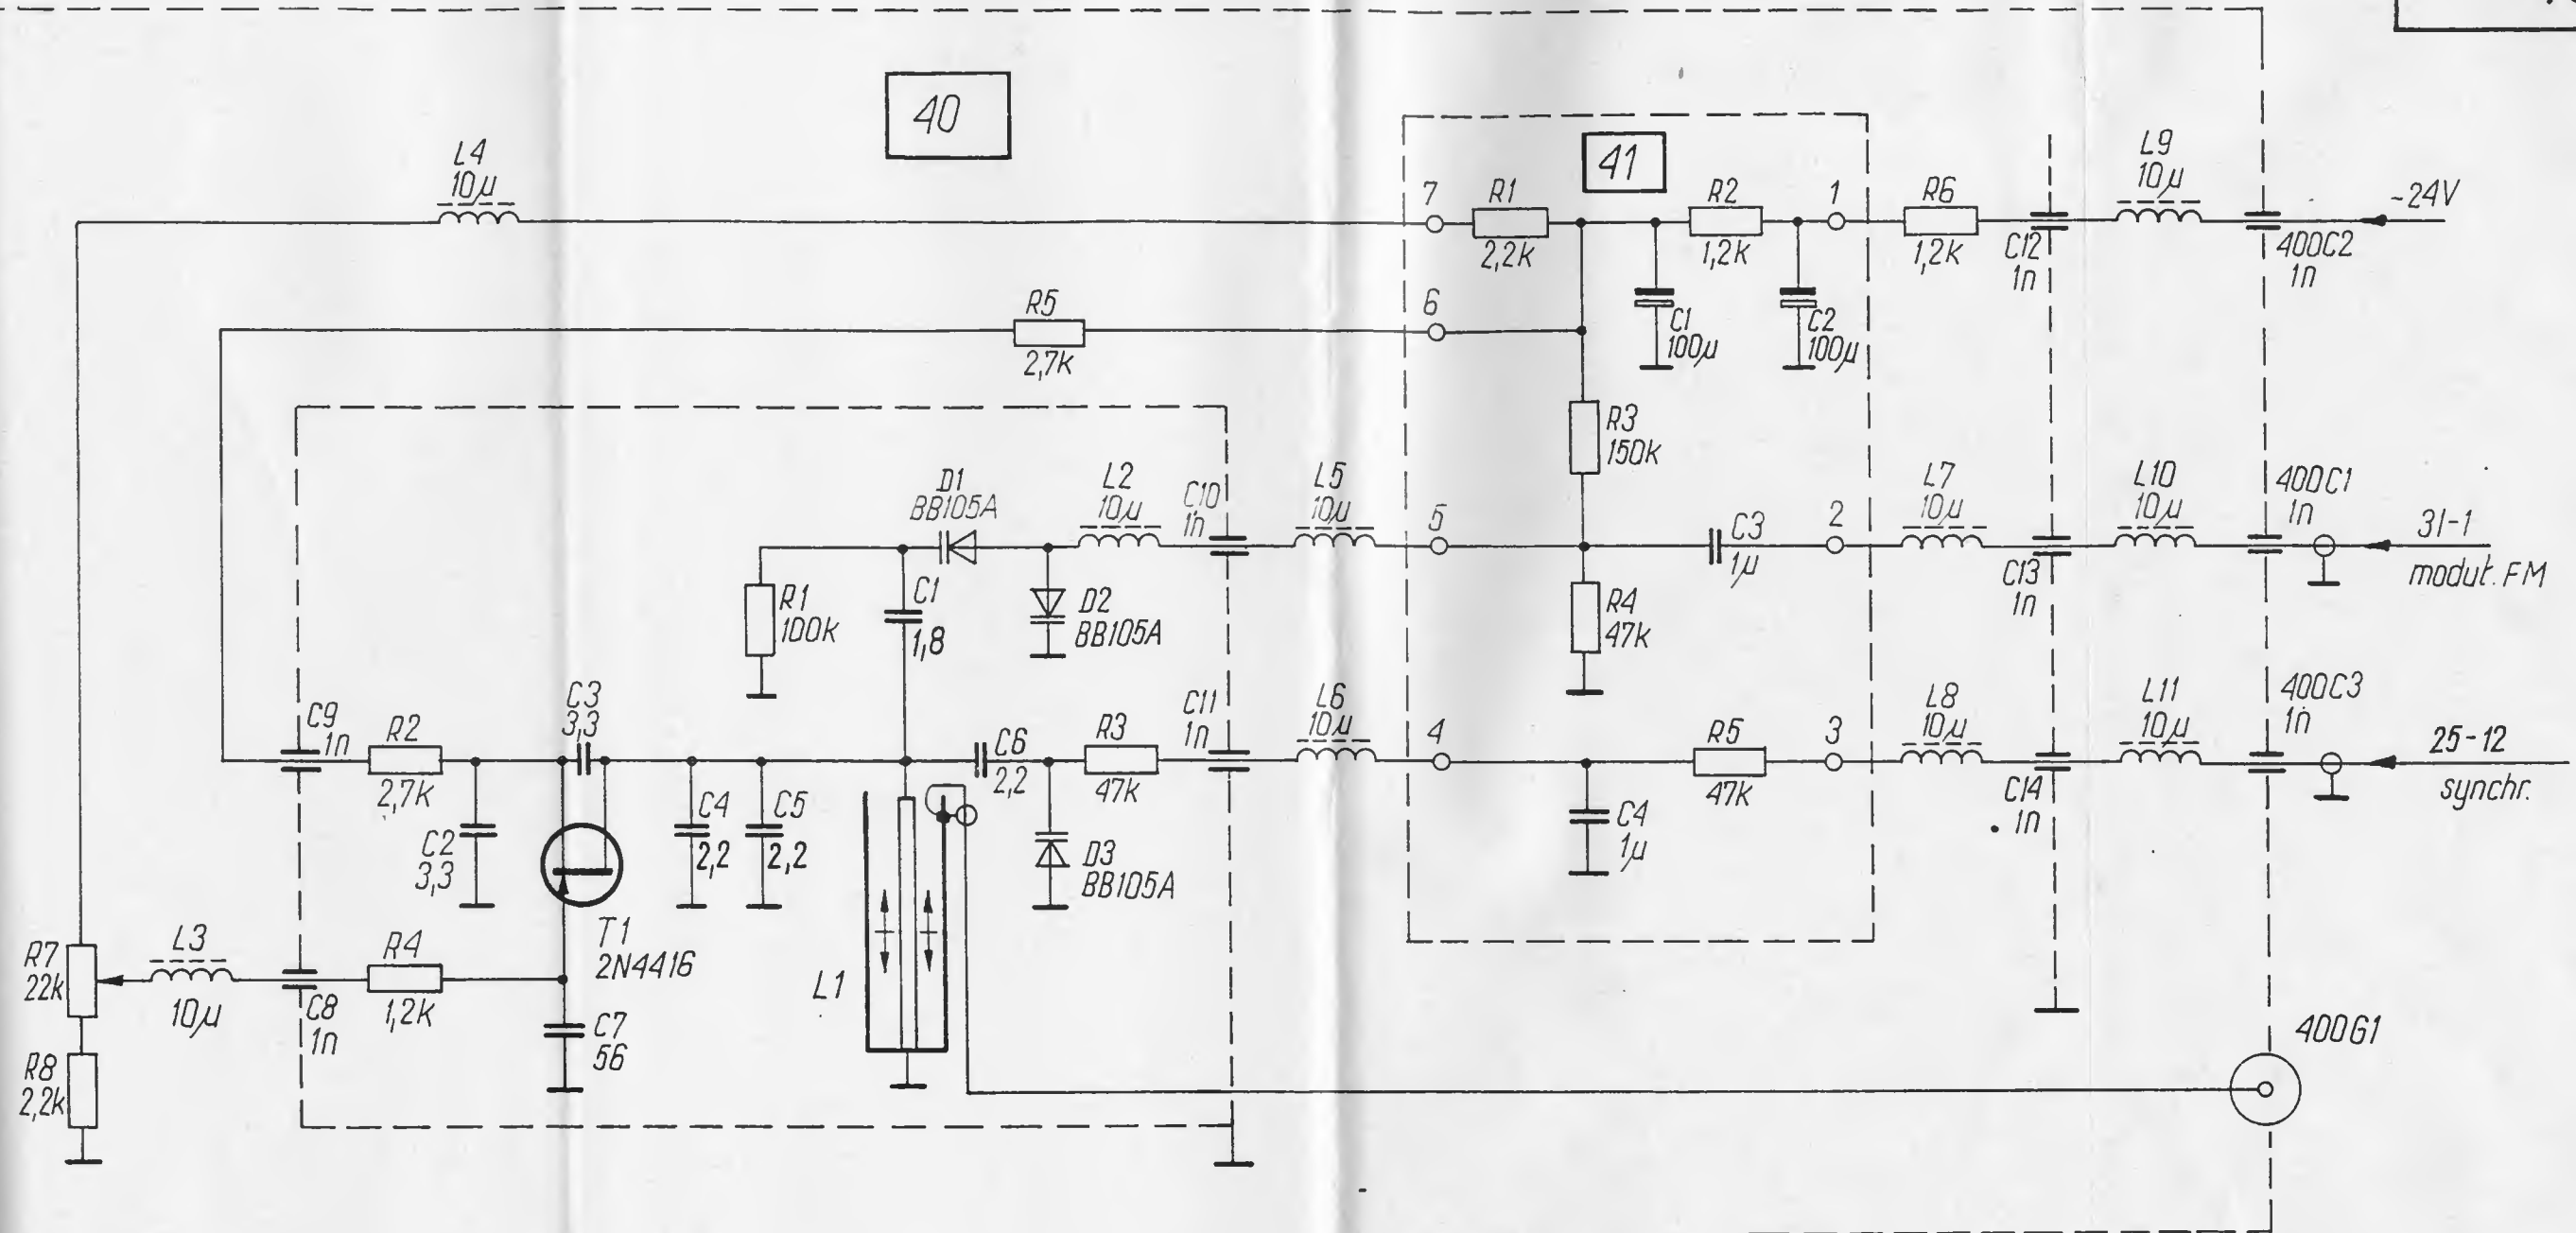 40
41
L4
10µ
7
R1
2,2k
R2
1,2k
1
R6
1,2k
C12
1n
L9
10µ
400C2
1n
~24V
R5
2,7k
6
C1
100µ
C2
100µ
R3
150k
D1
BB105A
L2
10µ
C10
1n
L5
10µ
5
C3
1µ
2
L7
10µ
C13
1n
L10
10µ
400C1
1n
31-1
moduł. FM
R1
100k
C1
1,8
D2
BB105A
R4
47k
C9
1n
R2
2,7k
C3
3,3
C6
2,2
R3
47k
C11
1n
L6
10µ
4
R5
47k
3
L8
10µ
C14
1n
L11
10µ
400C3
1n
25-12
synchr.
C2
3,3
C4
2,2
C5
2,2
D3
BB105A
C4
1µ
T1
2N4416
R7
22k
L3
10µ
C8
1n
R4
1,2k
C7
56
L1
R8
2,2k
400G1